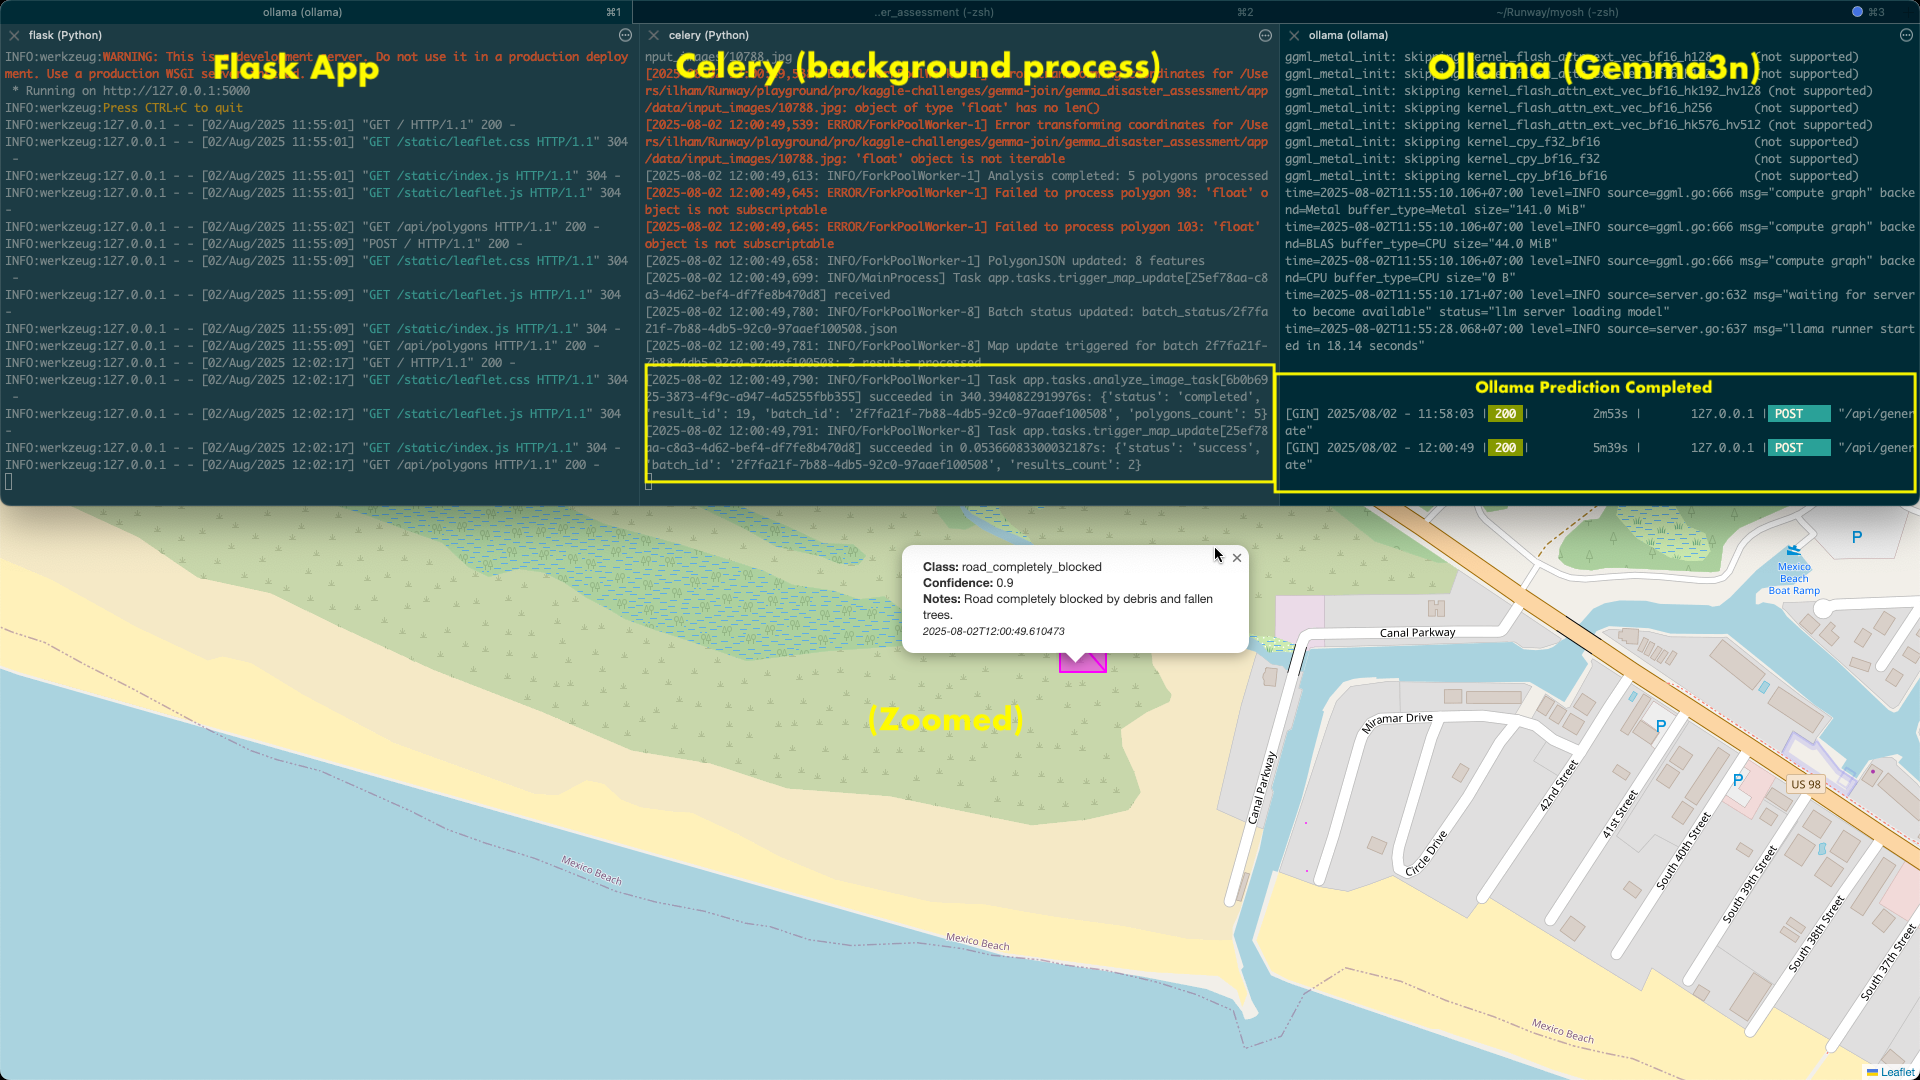 ollama (ollama)
⌘1
..er_assessment (-zsh)
⌘2
~/Runway/myosh (-zsh)
⌘3
flask (Python)
INFO:werkzeug:WARNING: This is a development server. Do not use it in a production deploy
ment. Use a production WSGI server instead.
Flask App
* Running on http://127.0.0.1:5000
INFO:werkzeug:Press CTRL+C to quit
INFO:werkzeug:127.0.0.1 - - [02/Aug/2025 11:55:01] "GET / HTTP/1.1" 200 -
INFO:werkzeug:127.0.0.1 - - [02/Aug/2025 11:55:01] "GET /static/leaflet.css HTTP/1.1" 304
-
INFO:werkzeug:127.0.0.1 - - [02/Aug/2025 11:55:01] "GET /static/index.js HTTP/1.1" 304 -
INFO:werkzeug:127.0.0.1 - - [02/Aug/2025 11:55:01] "GET /static/leaflet.js HTTP/1.1" 304
-
INFO:werkzeug:127.0.0.1 - - [02/Aug/2025 11:55:02] "GET /api/polygons HTTP/1.1" 200 -
INFO:werkzeug:127.0.0.1 - - [02/Aug/2025 11:55:09] "POST / HTTP/1.1" 200 -
INFO:werkzeug:127.0.0.1 - - [02/Aug/2025 11:55:09] "GET /static/leaflet.css HTTP/1.1" 304
-
INFO:werkzeug:127.0.0.1 - - [02/Aug/2025 11:55:09] "GET /static/leaflet.js HTTP/1.1" 304
-
INFO:werkzeug:127.0.0.1 - - [02/Aug/2025 11:55:09] "GET /static/index.js HTTP/1.1" 304 -
INFO:werkzeug:127.0.0.1 - - [02/Aug/2025 11:55:09] "GET /api/polygons HTTP/1.1" 200 -
INFO:werkzeug:127.0.0.1 - - [02/Aug/2025 12:02:17] "GET / HTTP/1.1" 200 -
INFO:werkzeug:127.0.0.1 - - [02/Aug/2025 12:02:17] "GET /static/leaflet.css HTTP/1.1" 304
-
INFO:werkzeug:127.0.0.1 - - [02/Aug/2025 12:02:17] "GET /static/leaflet.js HTTP/1.1" 304
-
INFO:werkzeug:127.0.0.1 - - [02/Aug/2025 12:02:17] "GET /static/index.js HTTP/1.1" 304 -
INFO:werkzeug:127.0.0.1 - - [02/Aug/2025 12:02:17] "GET /api/polygons HTTP/1.1" 200 -
celery (Python)
nput_images/10788.jpg
Celery (background process)
coordinates for /Use
rs/ilham/Runway/playground/pro/kaggle-challenges/gemma-join/gemma_disaster_assessment/app
/data/input_images/10788.jpg: object of type 'float' has no len()
[2025-08-02 12:00:49,539: ERROR/ForkPoolWorker-1] Error transforming coordinates for /Use
rs/ilham/Runway/playground/pro/kaggle-challenges/gemma-join/gemma_disaster_assessment/app
/data/input_images/10788.jpg: 'float' object is not iterable
[2025-08-02 12:00:49,613: INFO/ForkPoolWorker-1] Analysis completed: 5 polygons processed
[2025-08-02 12:00:49,645: ERROR/ForkPoolWorker-1] Failed to process polygon 98: 'float' o
bject is not subscriptable
[2025-08-02 12:00:49,645: ERROR/ForkPoolWorker-1] Failed to process polygon 103: 'float'
object is not subscriptable
[2025-08-02 12:00:49,658: INFO/ForkPoolWorker-1] PolygonJSON updated: 8 features
[2025-08-02 12:00:49,699: INFO/MainProcess] Task app.tasks.trigger_map_update[25ef78aa-c8
a3-4d62-bef4-df7fe8b470d8] received
[2025-08-02 12:00:49,780: INFO/ForkPoolWorker-8] Batch status updated: batch_status/2f7fa
21f-7b88-4db5-92c0-97aaef100508.json
[2025-08-02 12:00:49,781: INFO/ForkPoolWorker-8] Map update triggered for batch 2f7fa21f-
7b88-4db5-92c0-97aaef100508: 2 results processed
[2025-08-02 12:00:49,790: INFO/ForkPoolWorker-1] Task app.tasks.analyze_image_task[6b0b69
25-3873-4f9c-a947-4a5255fbb355] succeeded in 340.3940822919976s: {'status': 'completed',
'result_id': 19, 'batch_id': '2f7fa21f-7b88-4db5-92c0-97aaef100508', 'polygons_count': 5}
[2025-08-02 12:00:49,791: INFO/ForkPoolWorker-8] Task app.tasks.trigger_map_update[25ef78
aa-c8a3-4d62-bef4-df7fe8b470d8] succeeded in 0.05366083300032187s: {'status': 'success',
'batch_id': '2f7fa21f-7b88-4db5-92c0-97aaef100508', 'results_count': 2}
ollama (ollama)
ggml_metal_init: skipping kernel_flash_attn_ext_vec_bf16_h128 (not supported)
Ollama (Gemma3n)
ggml_metal_init: skipping (not supported)
ggml_metal_init: skipping kernel_flash_attn_ext_vec_bf16_hk192_hv128 (not supported)
ggml_metal_init: skipping kernel_flash_attn_ext_vec_bf16_h256 (not supported)
ggml_metal_init: skipping kernel_flash_attn_ext_vec_bf16_hk576_hv512 (not supported)
ggml_metal_init: skipping kernel_cpy_f32_bf16 (not supported)
ggml_metal_init: skipping kernel_cpy_bf16_f32 (not supported)
ggml_metal_init: skipping kernel_cpy_bf16_bf16 (not supported)
time=2025-08-02T11:55:10.106+07:00 level=INFO source=ggml.go:666 msg="compute graph" backe
nd=Metal buffer_type=Metal size="141.0 MiB"
time=2025-08-02T11:55:10.106+07:00 level=INFO source=ggml.go:666 msg="compute graph" backe
nd=BLAS buffer_type=CPU size="44.0 MiB"
time=2025-08-02T11:55:10.106+07:00 level=INFO source=ggml.go:666 msg="compute graph" backe
nd=CPU buffer_type=CPU size="0 B"
time=2025-08-02T11:55:10.171+07:00 level=INFO source=server.go:632 msg="waiting for server
to become available" status="llm server loading model"
time=2025-08-02T11:55:28.068+07:00 level=INFO source=server.go:637 msg="llama runner start
ed in 18.14 seconds"
Ollama Prediction Completed
[GIN] 2025/08/02 - 11:58:03 | 200 | 2m53s | 127.0.0.1 | POST "/api/gener
ate"
[GIN] 2025/08/02 - 12:00:49 | 200 | 5m39s | 127.0.0.1 | POST "/api/gener
ate"
Class: road_completely_blocked
Confidence: 0.9
Notes: Road completely blocked by debris and fallen
trees.
2025-08-02T12:00:49.610473
(Zoomed)
P
Mexico
Beach
Boat Ramp
Canal Parkway
Miramar Drive
P
Canal Parkway
42nd Street
P
US 98
41st Street
Circle Drive
South 40th Street
South 39th Street
South 38th Street
South 37th Street
Mexico Beach
Mexico Beach
Mexico Beach
Leaflet